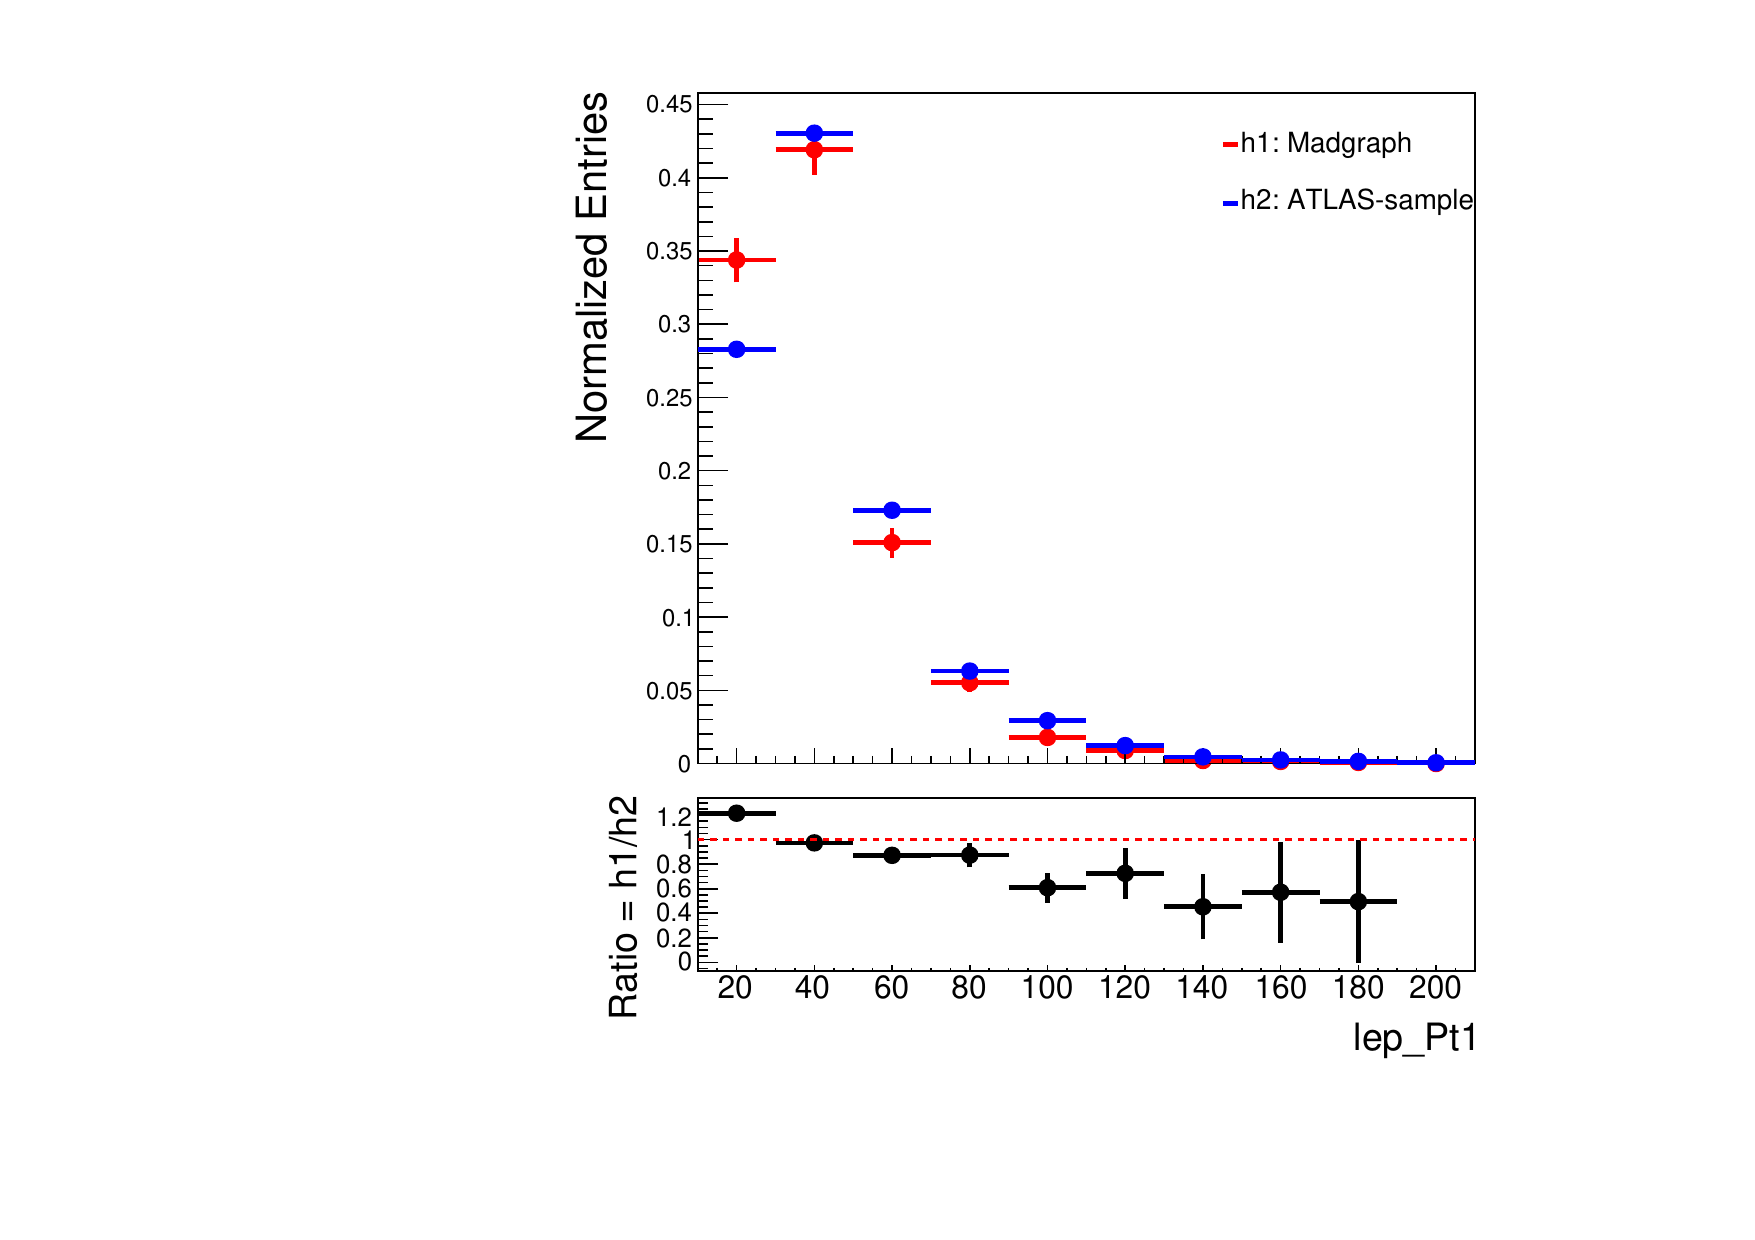 Normalized Entries
0.45
0.4
0.35
0.3
0.25
0.2
0.15
0.1
0.05
0
h1: Madgraph
h2: ATLAS-sample
Ratio = h1/h2
1.2
1
0.8
0.6
0.4
0.2
0
20 40 60 80 100 120 140 160 180 200
lep_Pt1